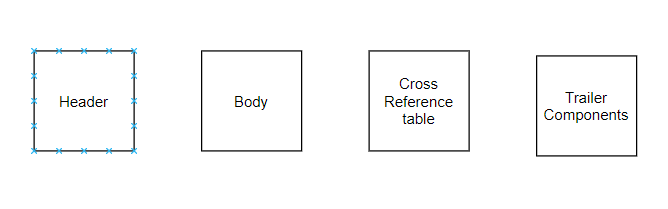 Header
Body
Cross
Reference
table
Trailer
Components